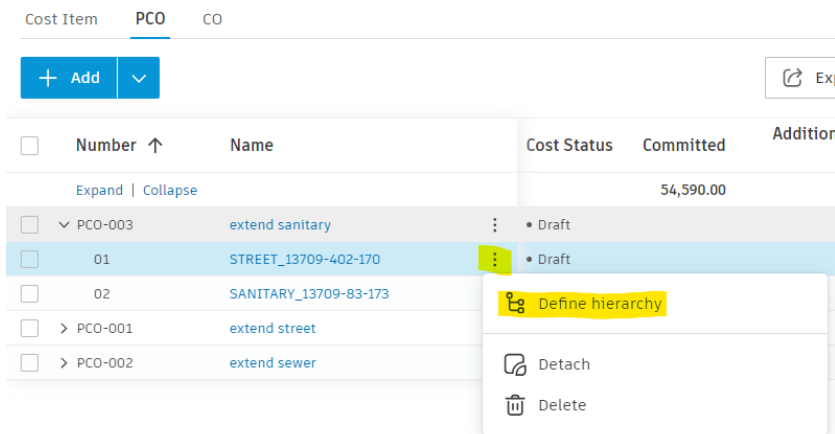 Cost Item PCO CO
+ Add Exp
Number ↑ Name Cost Status Committed Addition
Expand | Collapse 54,590.00
PCO-003 extend sanitary • Draft
01 STREET_13709-402-170 • Draft
02 SANITARY_13709-83-173
Define hierarchy
PCO-001 extend street
PCO-002 extend sewer
Detach
Delete